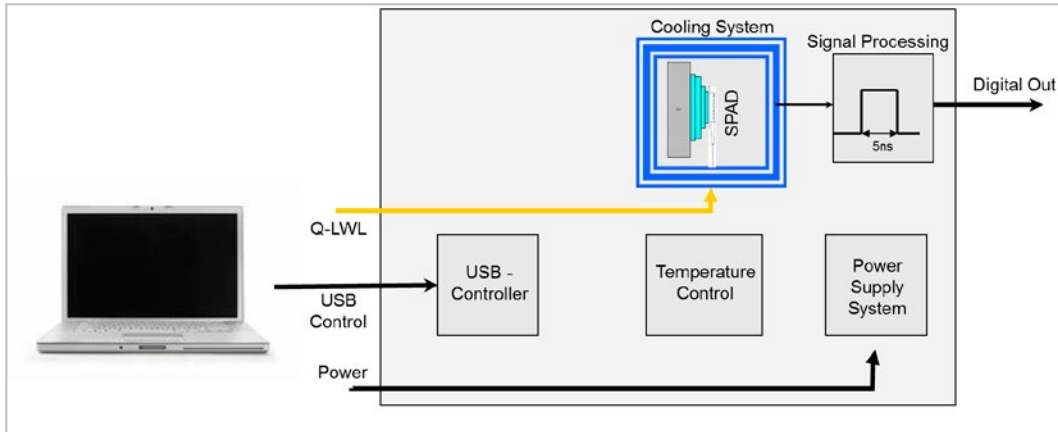 Cooling System
Signal Processing
SPAD
5ns
Digital Out
Q-LWL
USB
Control
USB -
Controller
Temperature
Control
Power
Supply
System
Power